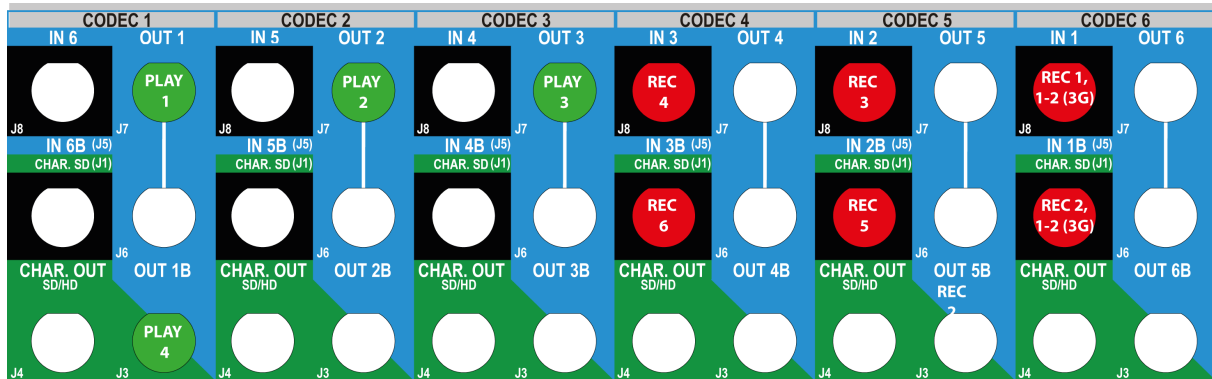 CODEC 1 CODEC 2 CODEC 3 CODEC 4 CODEC 5 CODEC 6
IN 6 OUT 1 IN 5 OUT 2 IN 4 OUT 3 IN 3 OUT 4 IN 2 OUT 5 IN 1 OUT 6
PLAY PLAY PLAY REC REC REC 1,
1 2 3 4 3 1-2 (3G)
J8 J7 J8 J7 J8 J7 J8 J7 J8 J7 J8 J7
IN 6B (J5) IN 5B (J5) IN 4B (J5) IN 3B (J5) IN 2B (J5) IN 1B (J5)
CHAR. SD (J1) CHAR. SD (J1) CHAR. SD (J1) CHAR. SD (J1) CHAR. SD (J1) CHAR. SD (J1)
REC REC REC 2,
6 5 1-2 (3G)
J6 J6 J6 J6 J6 J6
CHAR. OUT OUT 1B CHAR. OUT OUT 2B CHAR. OUT OUT 3B CHAR. OUT OUT 4B CHAR. OUT OUT 5B CHAR. OUT OUT 6B
SD/HD SD/HD SD/HD SD/HD SD/HD SD/HD
REC
2
PLAY
4
J4 J3 J4 J3 J4 J3 J4 J3 J4 J3 J4 J3